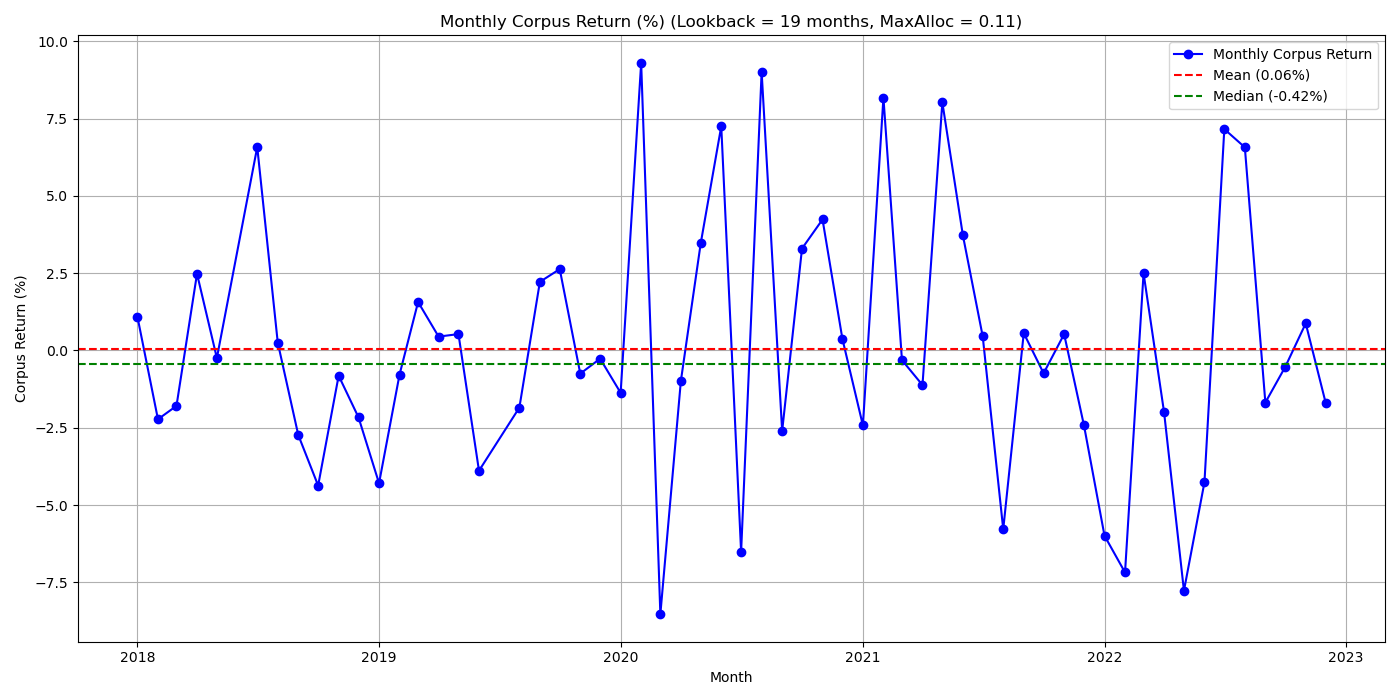 Monthly Corpus Return (%) (Lookback = 19 months, MaxAlloc = 0.11)
Monthly Corpus Return
Mean (0.06%)
Median (-0.42%)
Corpus Return (%)
10.0
7.5
5.0
2.5
0.0
−2.5
−5.0
−7.5
2018 2019 2020 2021 2022 2023
Month